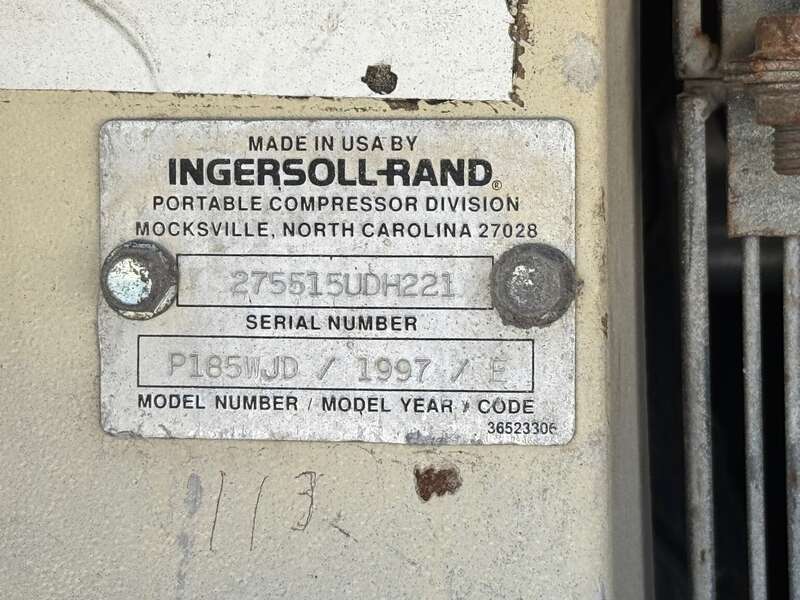 MADE IN USA BY
INGERSOLL-RAND®
PORTABLE COMPRESSOR DIVISION
MOCKSVILLE, NORTH CAROLINA 27028
275515UDH221
SERIAL NUMBER
P185WJD / 1997 / E
MODEL NUMBER / MODEL YEAR / CODE
36523306
113